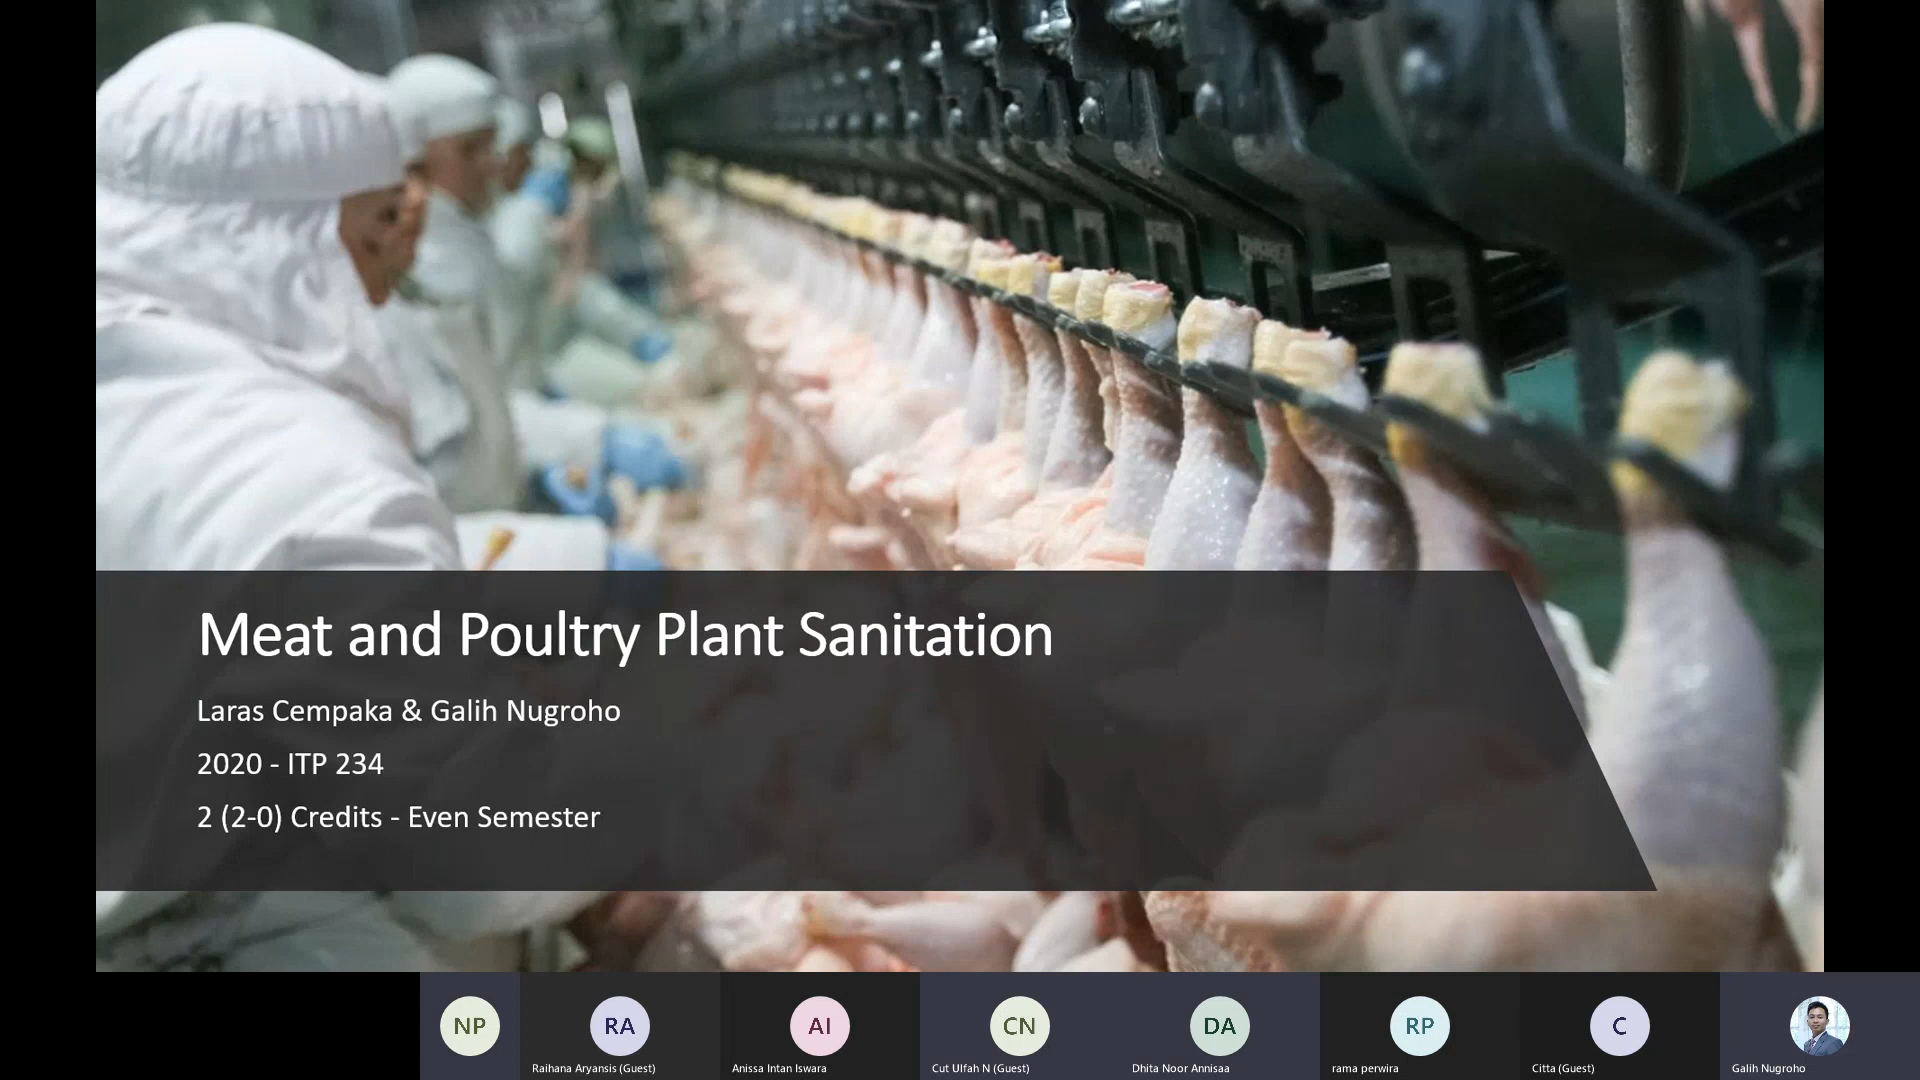 Meat and Poultry Plant Sanitation
Laras Cempaka & Galih Nugroho
2020 - ITP 234
2 (2-0) Credits - Even Semester
NP
RA
AI
CN
DA
RP
C
Raihana Aryansis (Guest)
Anissa Intan Iswara
Cut Ulfah N (Guest)
Dhita Noor Annisaa
rama perwira
Citta (Guest)
Galih Nugroho